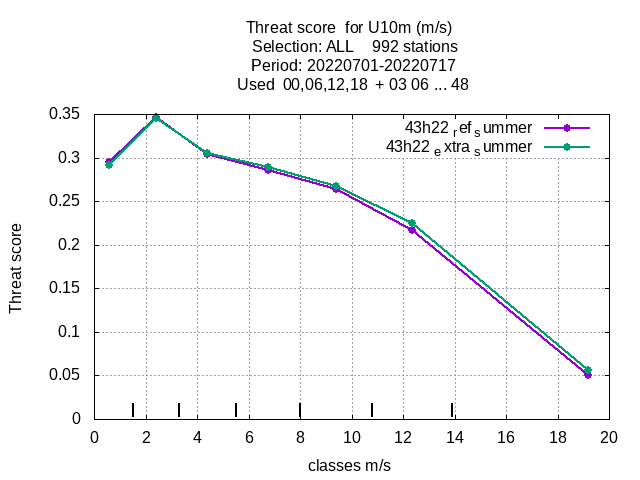 Threat score for U10m (m/s)
Selection: ALL 992 stations
Period: 20220701-20220717
Used 00,06,12,18 + 03 06 ... 48
0.35
0.3
0.25
0.2
0.15
0.1
0.05
0
Threat score
43h22 ref summer
43h22 extra summer
0 2 4 6 8 10 12 14 16 18 20
classes m/s